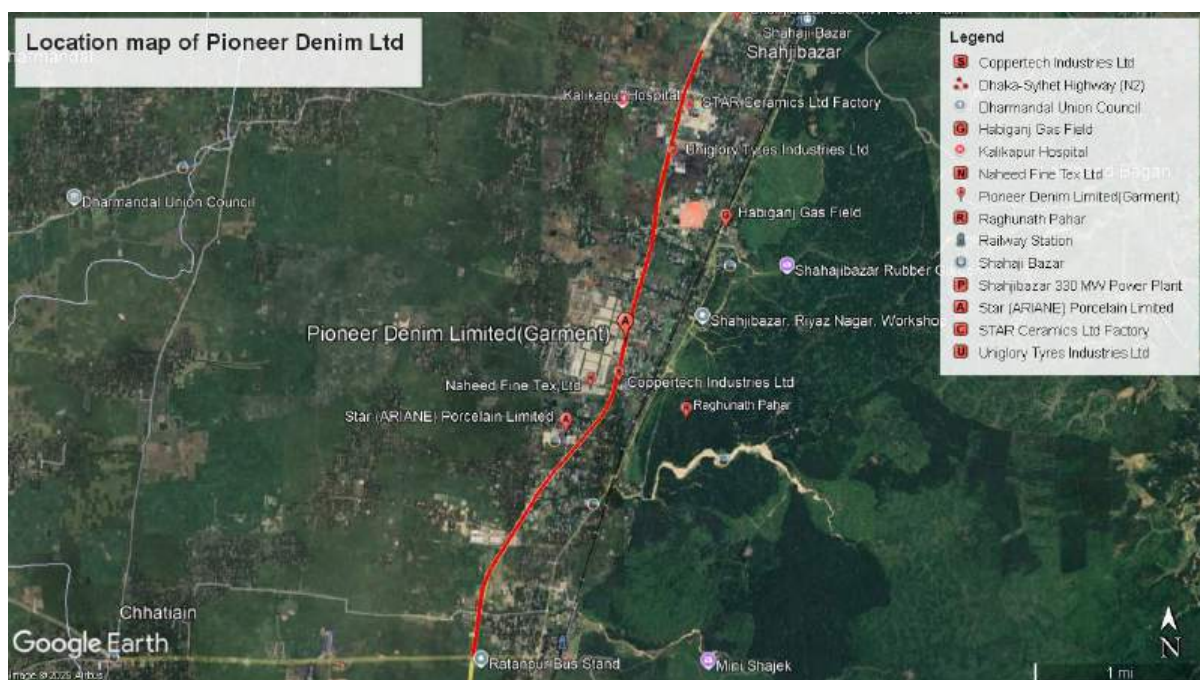 Location map of Pioneer Denim Ltd
Shahaji Bazar
Shahjibazar
Kalikapur Hospital
STAR Ceramics Ltd Factory
Uniglory Tyres Industries Ltd
Dharmandal Union Council
Habiganj Gas Field
Shahajibazar Rubber
Shahjibazar, Riyaz Nagar, Workshop
Pioneer Denim Limited(Garment)
Naheed Fine Tex Ltd
Coppertech Industries Ltd
Star (ARIANE) Porcelain Limited
Raghunath Pahar
Chhatiain
Ratanpur Bus Stand
Mini Shajek
Google Earth
Image © 2025 Airbus
1 mi
N
Legend
S Coppertech Industries Ltd
Dhaka-Sylhet Highway (N2)
Dharmandal Union Council
G Habiganj Gas Field
Kalikapur Hospital
N Naheed Fine Tex Ltd
Pioneer Denim Limited(Garment)
R Raghunath Pahar
Railway Station
Shahaji Bazar
P Shahjibazar 330 MW Power Plant
A Star (ARIANE) Porcelain Limited
C STAR Ceramics Ltd Factory
U Uniglory Tyres Industries Ltd